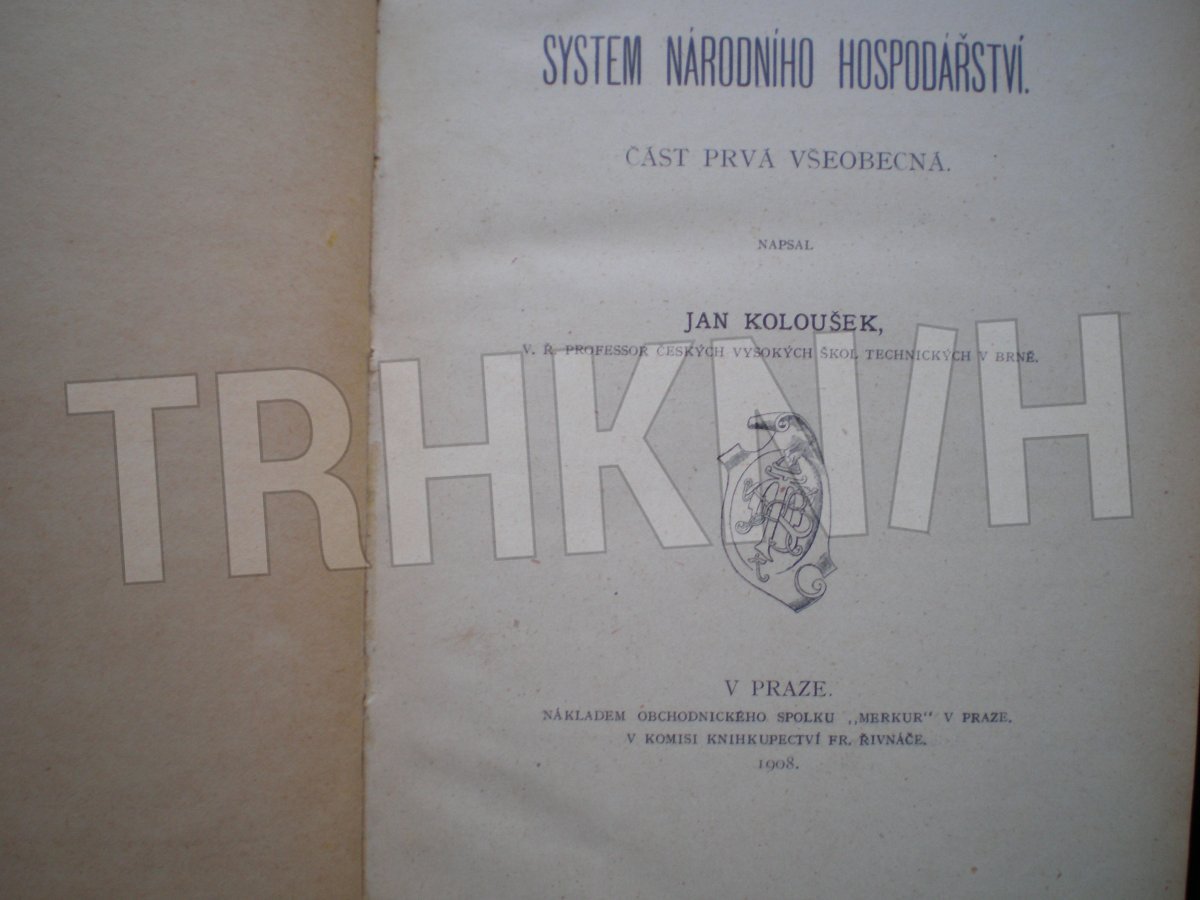 SYSTEM NÁRODNÍHO HOSPODÁŘSTVÍ.
ČÁST PRVÁ VŠEOBECNÁ.
NAPSAL
JAN KOLOUŠEK,
V. Ř. PROFESSOR ČESKÝCH VYSOKÝCH ŠKOL TECHNICKÝCH V BRNĚ.
TRHKNIH
V PRAZE.
NÁKLADEM OBCHODNICKÉHO SPOLKU „MERKUR" V PRAZE.
V KOMISI KNIHKUPECTVÍ FR. ŘIVNÁČE.
1908.